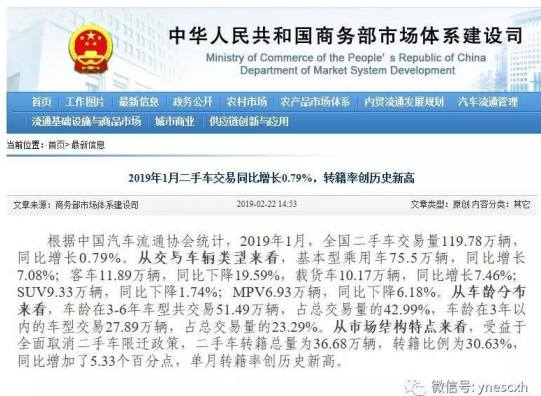 中华人民共和国商务部市场体系建设司
Ministry of Commerce of the People’s Republic of China
Department of Market System Development
首页 工作图片 最新信息 政务公开 农村市场 农产品市场体系 内贸流通发展规划 汽车流通管理
流通基础设施与商品市场 城市商业 供应链创新与应用
当前位置：首页>最新信息
2019年1月二手车交易同比增长0.79%，转籍率创历史新高
文章来源：商务部市场体系建设司 2019-02-22 14:53 文章类型：原创 内容分类：其它
根据中国汽车流通协会统计，2019年1月，全国二手车交易量119.78万辆，
同比增长0.79%。从交与车辆类望来看，基本型乘用车75.5万辆，同比增长
7.08%；客车11.89万辆，同比下降19.59%，载货车10.17万辆，同比增长7.46%；
SUV9.33万辆，同比下降1.74%；MPV6.93万辆，同比下降6.18%。从车龄分布
来看，车龄在3-6年车型共交易51.49万辆，占总交易量的42.99%，车龄在3年以
内的车型交易27.89万辆，占总交易量的23.29%。从市场结构特点来看，受益于
全面取消二手车限迁政策，二手车转籍总量为36.68万辆，转籍比例为30.63%，
同比增加了5.33个百分点，单月转籍率创历史新高。
微信号：ynescxh